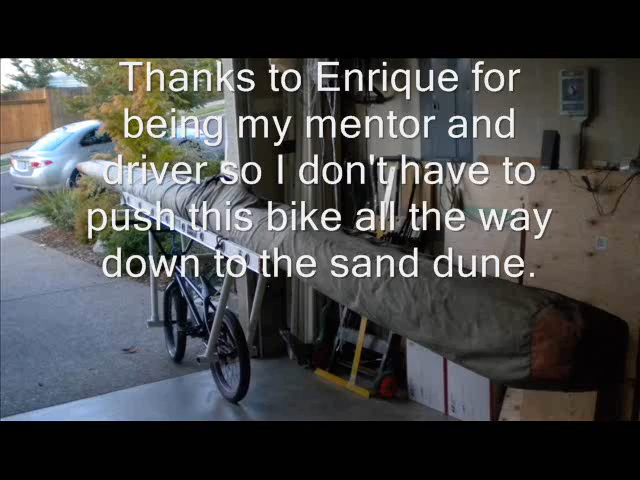 Thanks to Enrique for
being my mentor and
driver so I don't have to
push this bike all the way
down to the sand dune.